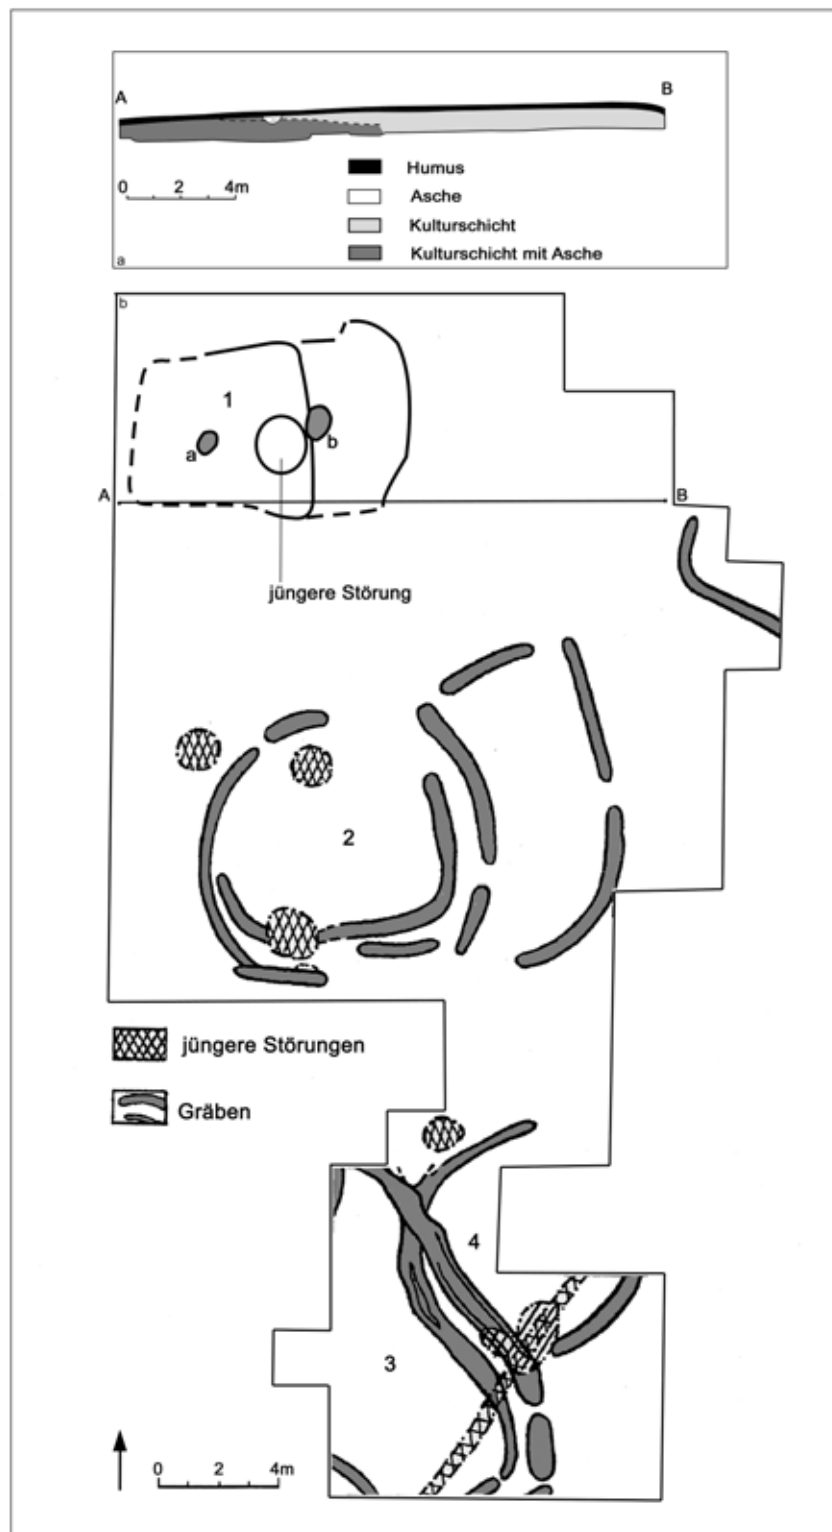 A
B
0 2 4m
Humus
Asche
Kulturschicht
Kulturschicht mit Asche
a
b
1
a
b
A
B
jüngere Störung
2
jüngere Störungen
Gräben
4
3
0 2 4m